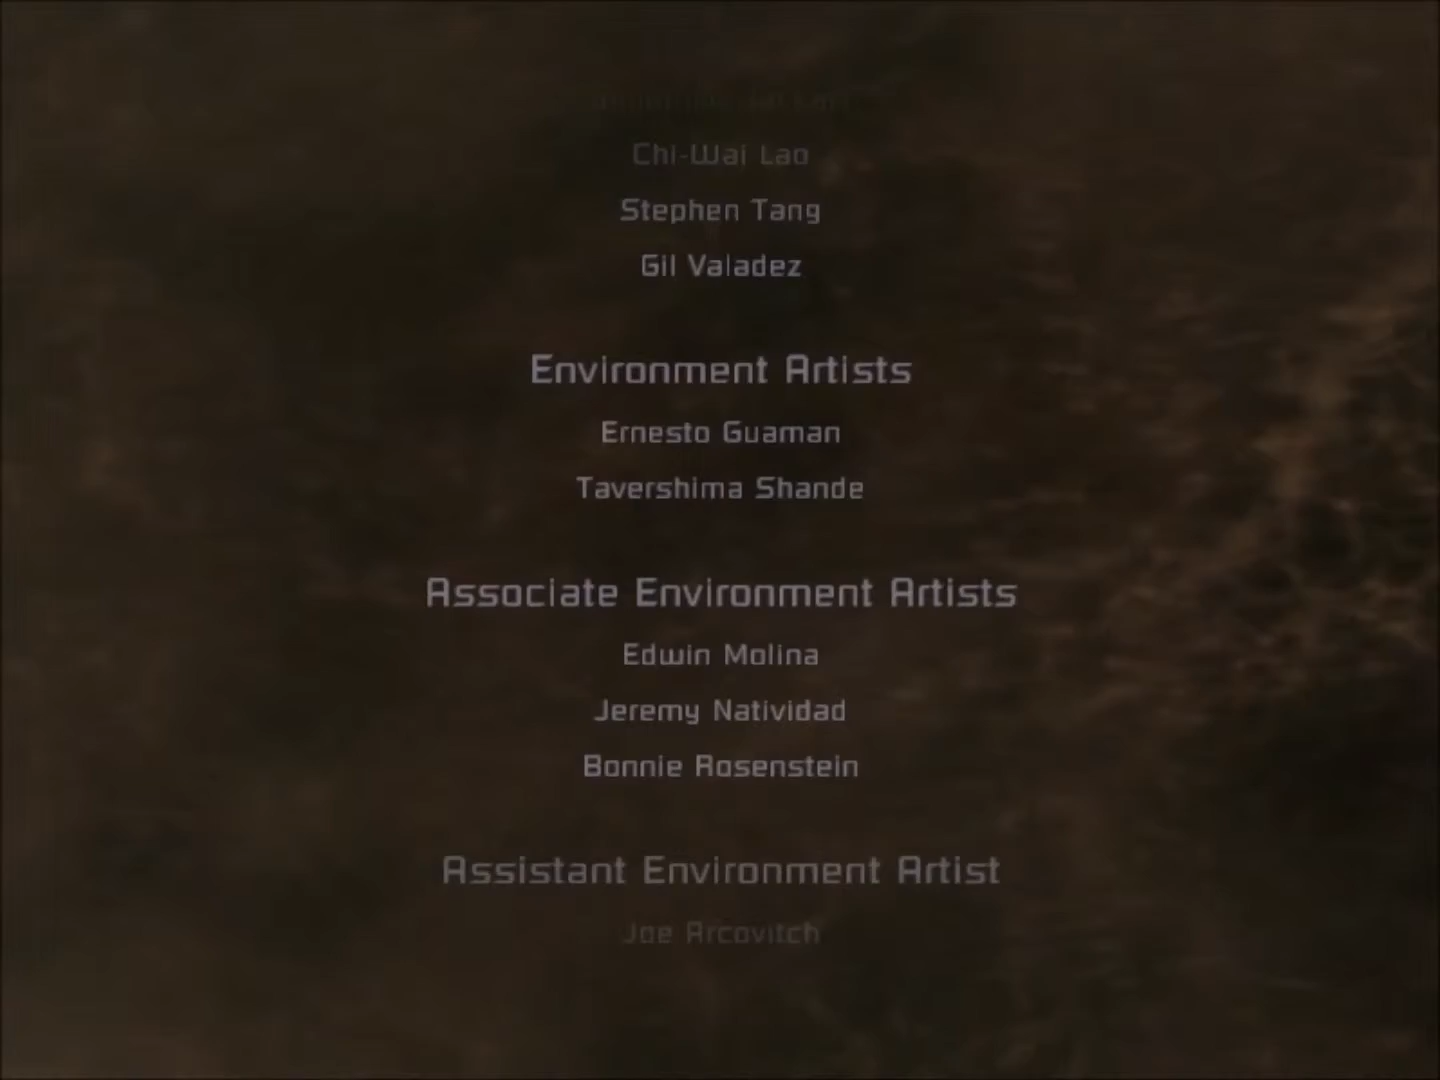 Chi-Wai Lao
Stephen Tang
Gil Valadez
Environment Artists
Ernesto Guaman
Tavershima Shande
Associate Environment Artists
Edwin Molina
Jeremy Natividad
Bonnie Rosenstein
Assistant Environment Artist
Joe Arcovitch